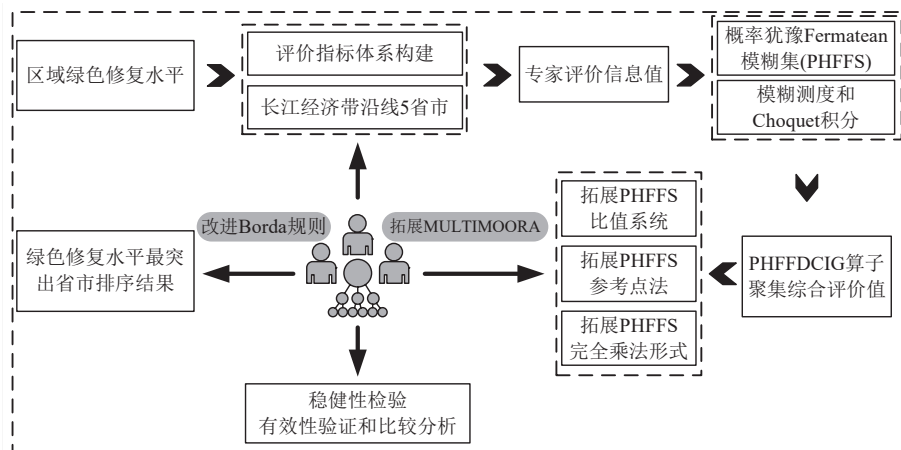 区域绿色修复水平
评价指标体系构建
长江经济带沿线5省市
专家评价信息值
概率犹豫Fermatean
模糊集(PHFFS)
模糊测度和
Choquet积分
改进Borda规则
拓展MULTIMOORA
绿色修复水平最突
出省市排序结果
拓展PHFFS
比值系统
拓展PHFFS
参考点法
拓展PHFFS
完全乘法形式
PHFFDCIG算子
聚集综合评价值
稳健性检验
有效性验证和比较分析